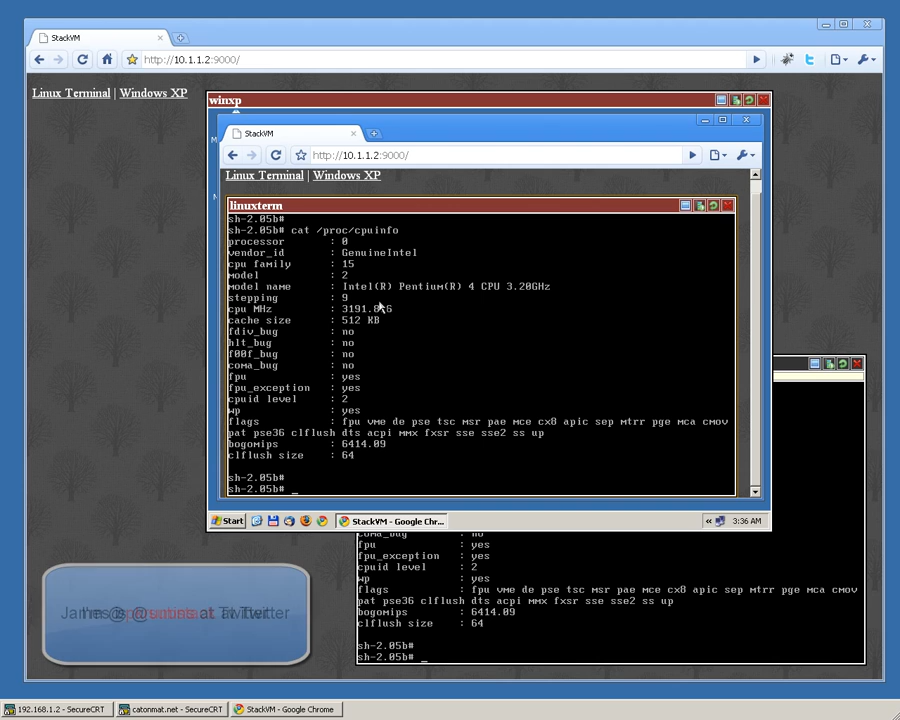 StackVM
http://10.1.1.2:9000/
Linux Terminal | Windows XP
winxp
StackVM
http://10.1.1.2:9000/
Linux Terminal | Windows XP
linuxterm
sh-2.05b#
sh-2.05b# cat /proc/cpuinfo
processor : 0
vendor_id : GenuineIntel
cpu family : 15
model : 2
model name : Intel(R) Pentium(R) 4 CPU 3.20GHz
stepping : 9
cpu MHz :
cache size : 512 KB
fdiv_bug : no
hlt_bug : no
f00f_bug : no
coma_bug : no
fpu : yes
fpu_exception : yes
cpuid level : 2
wp : yes
flags : fpu vme de pse tsc msr pae mce cx8 apic sep mtrr pge mca cmov
pat pse36 clflush dts acpi mmx fxsr sse sse2 ss up
bogomips : 6414.09
clflush size : 64
sh-2.05b#
sh-2.05b# _
Start
StackVM - Google Chr...
« 3:36 AM
coma_bug : no
fpu : yes
fpu_exception : yes
cpuid level : 2
wp : yes
flags : fpu vme de pse tsc msr pae mce cx8 apic sep mtrr pge mca cmov
pat pse36 clflush dts acpi mmx fxsr sse sse2 ss up
bogomips : 6414.09
clflush size : 64
sh-2.05b#
sh-2.05b# _
192.168.1.2 - SecureCRT
catonmat.net - SecureCRT
StackVM - Google Chrome